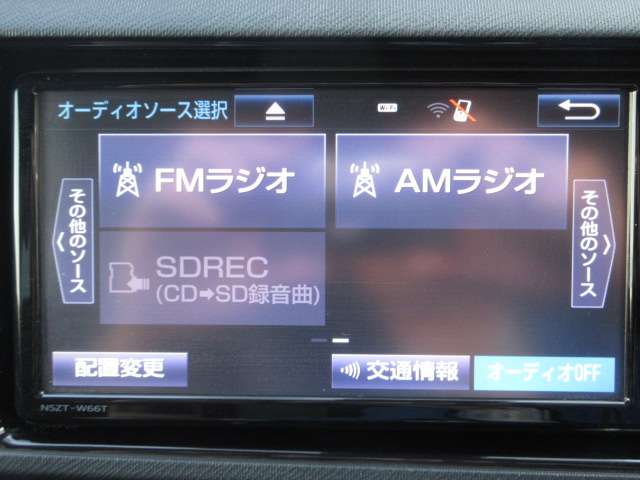 オーディオソース選択
WiFi
FMラジオ
AMラジオ
その他のソース
その他のソース
SDREC
(CD➡SD録音曲)
配置変更
交通情報
オーディオOFF
NSZT-W66T